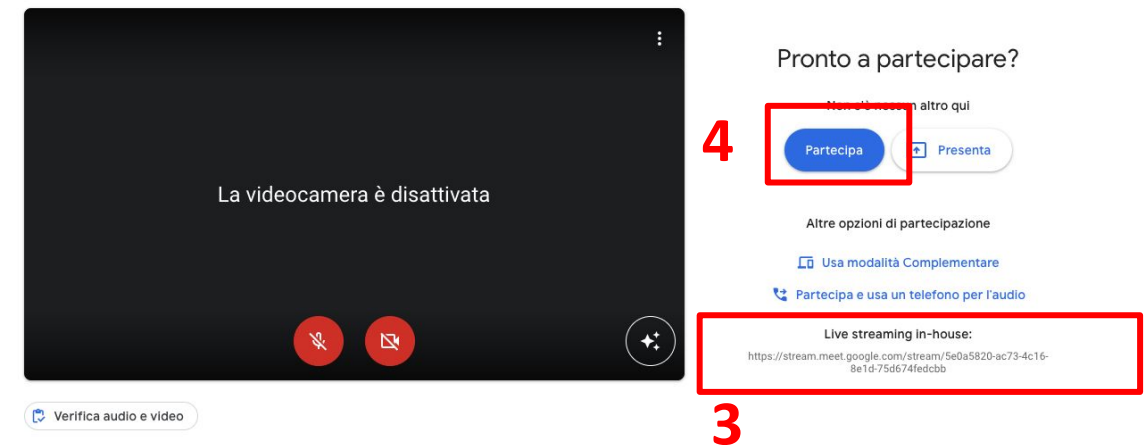 La videocamera è disattivata
Verifica audio e video
Pronto a partecipare?
Non c'è nessun altro qui
4
Partecipa
Presenta
Altre opzioni di partecipazione
Usa modalità Complementare
Partecipa e usa un telefono per l'audio
Live streaming in-house:
https://stream.meet.google.com/stream/5e0a5820-ac73-4c16-
8e1d-75d674fedcbb
3